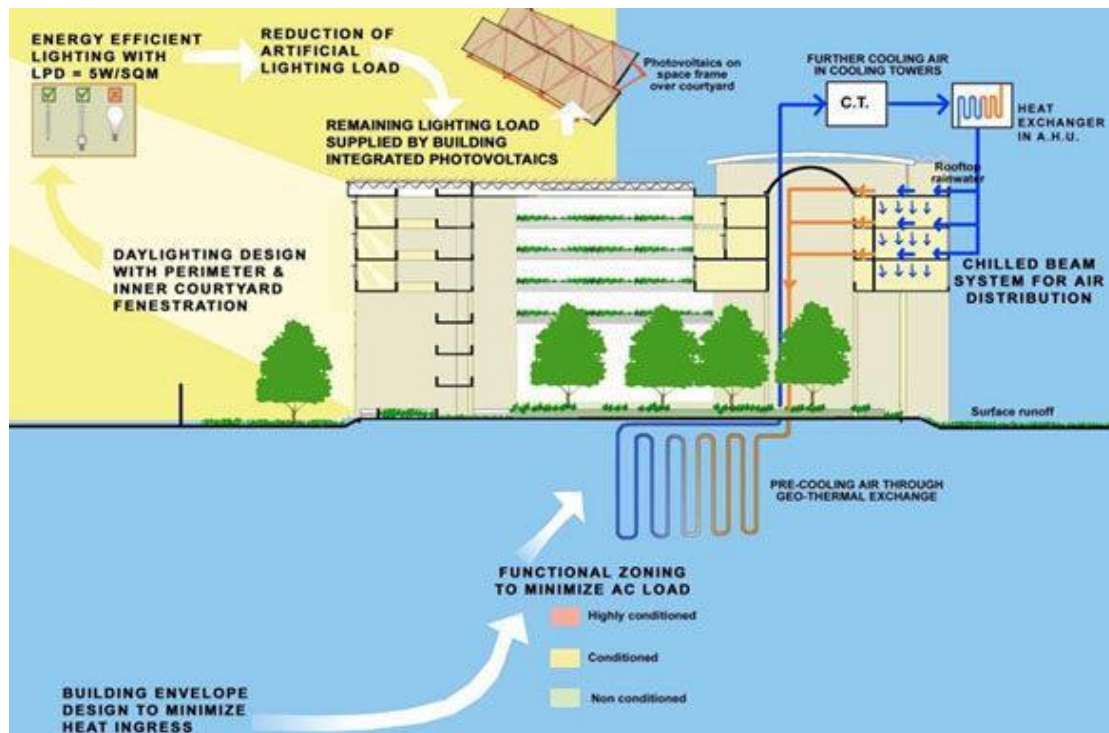 ENERGY EFFICIENT
LIGHTING WITH
LPD = 5W/SQM
REDUCTION OF
ARTIFICIAL
LIGHTING LOAD
Photovoltaics on
space frame
over courtyard
REMAINING LIGHTING LOAD
SUPPLIED BY BUILDING
INTEGRATED PHOTOVOLTAICS
FURTHER COOLING AIR
IN COOLING TOWERS
C.T.
HEAT
EXCHANGER
IN A.H.U.
Rooftop
rainwater
DAYLIGHTING DESIGN
WITH PERIMETER &
INNER COURTYARD
FENESTRATION
CHILLED BEAM
SYSTEM FOR AIR
DISTRIBUTION
Surface runoff
PRE-COOLING AIR THROUGH
GEO-THERMAL EXCHANGE
FUNCTIONAL ZONING
TO MINIMIZE AC LOAD
Highly conditioned
Conditioned
Non conditioned
BUILDING ENVELOPE
DESIGN TO MINIMIZE
HEAT INGRESS